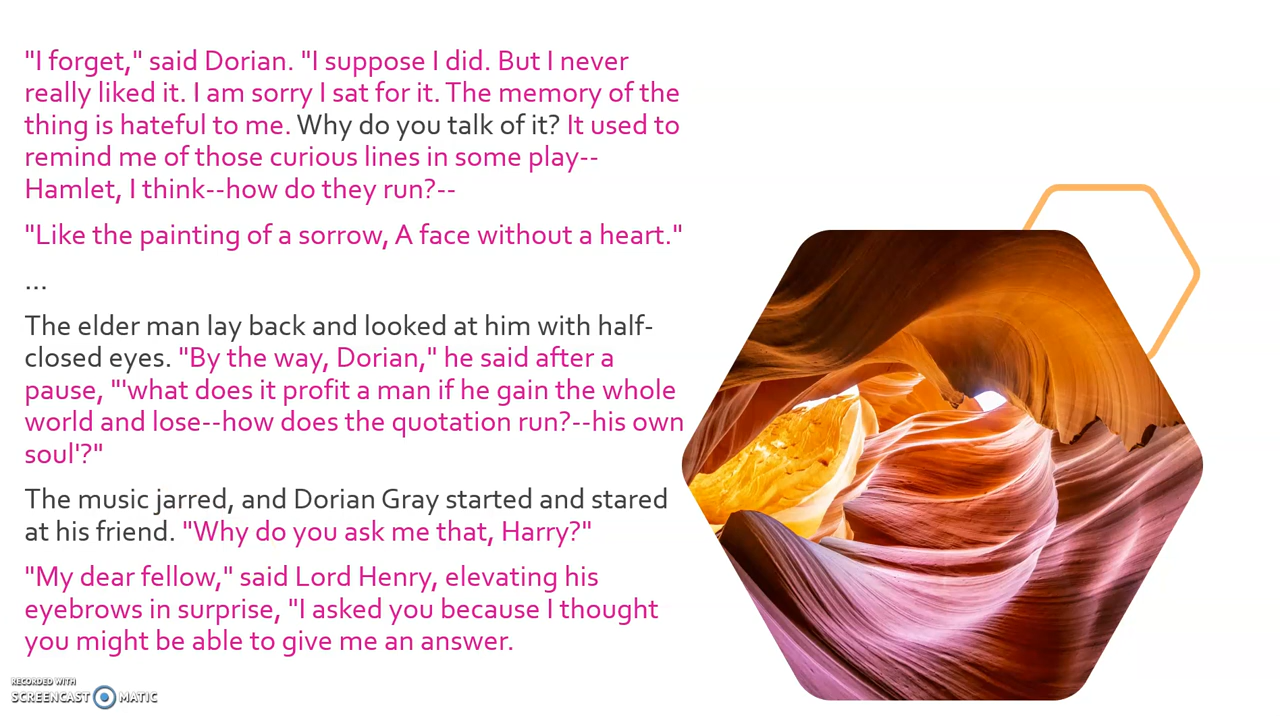 "I forget," said Dorian. "I suppose I did. But I never
really liked it. I am sorry I sat for it. The memory of the
thing is hateful to me. Why do you talk of it? It used to
remind me of those curious lines in some play--
Hamlet, I think--how do they run?--
"Like the painting of a sorrow, A face without a heart."
...
The elder man lay back and looked at him with half-
closed eyes. "By the way, Dorian," he said after a
pause, "'what does it profit a man if he gain the whole
world and lose--how does the quotation run?--his own
soul'?"
The music jarred, and Dorian Gray started and stared
at his friend. "Why do you ask me that, Harry?"
"My dear fellow," said Lord Henry, elevating his
eyebrows in surprise, "I asked you because I thought
you might be able to give me an answer.
RECORDED WITH
SCREENCAST MATIC